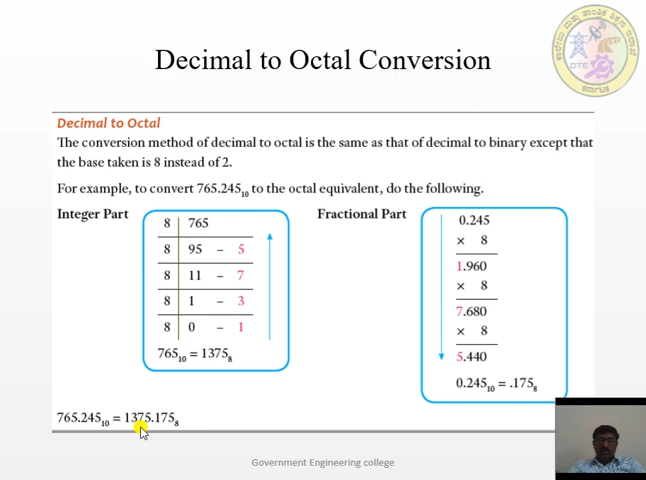 Decimal to Octal Conversion
DTE
Decimal to Octal
The conversion method of decimal to octal is the same as that of decimal to binary except that
the base taken is 8 instead of 2.
For example, to convert 765.245₁₀ to the octal equivalent, do the following.
Integer Part
8 765
8 95 – 5
8 11 – 7
8 1 – 3
8 0 – 1
765₁₀ = 1375₈
Fractional Part
0.245
× 8
1.960
× 8
7.680
× 8
5.440
0.245₁₀ = .175₈
765.245₁₀ = 1375.175₈
Government Engineering college